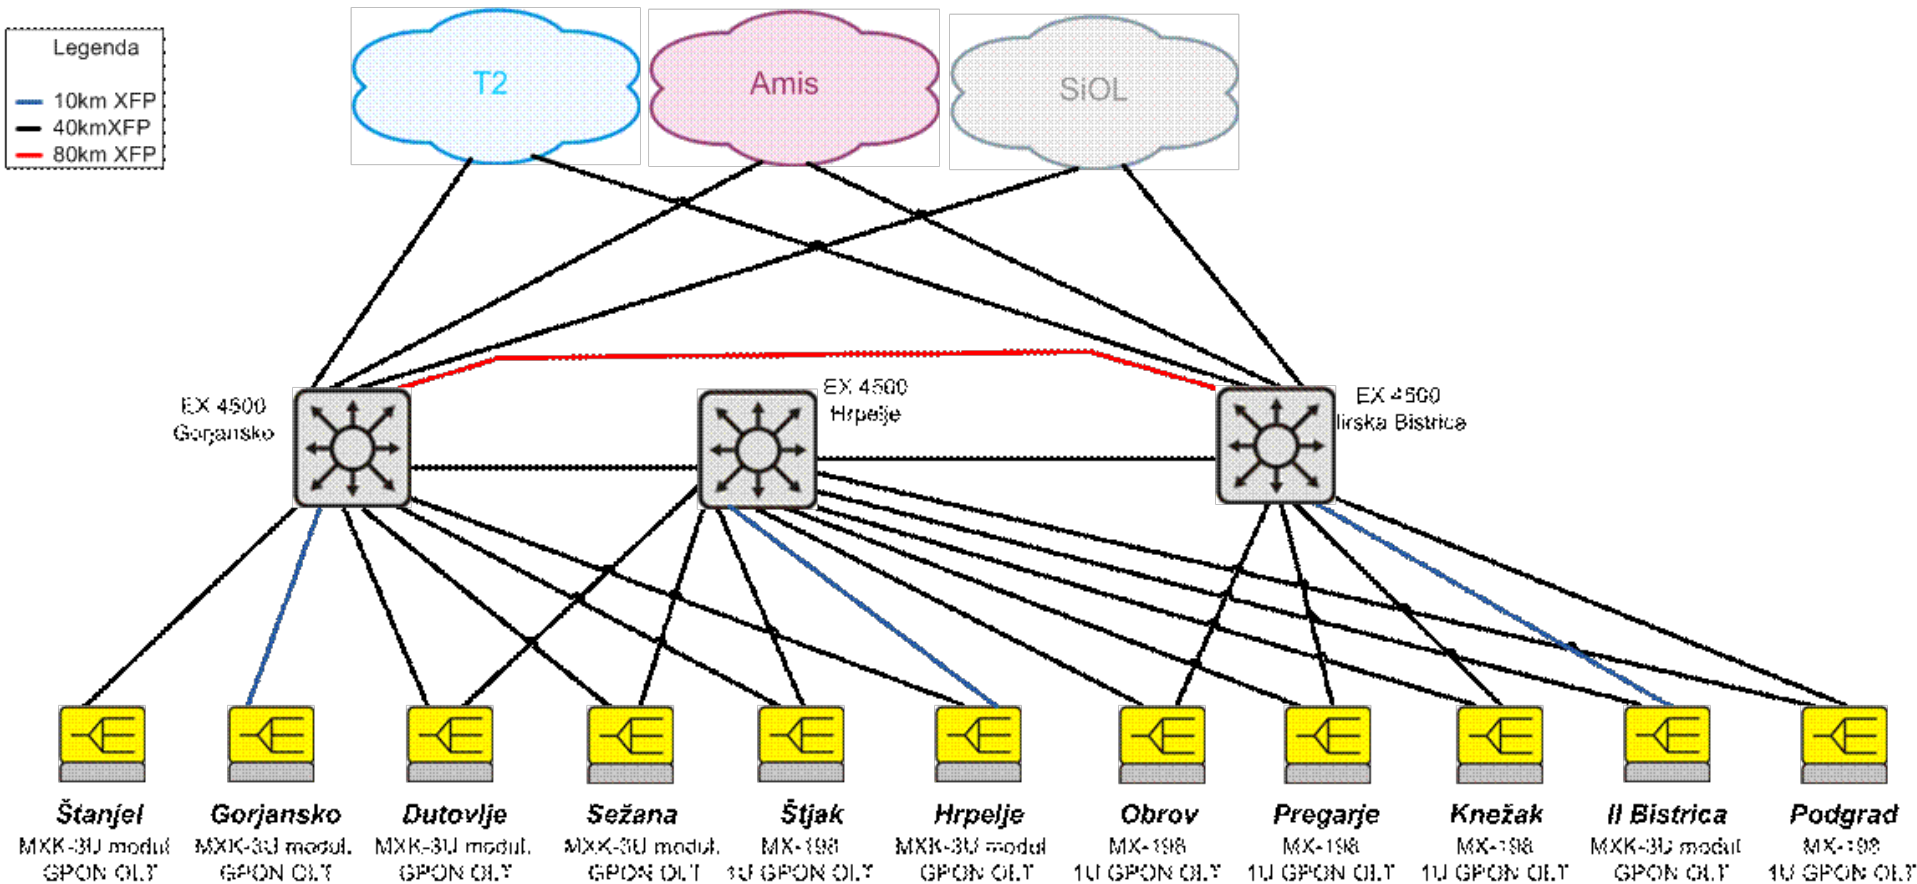 Legenda
10km XFP
40kmXFP
80km XFP
T2
Amis
SiOL
EX 4500
Gorjansko
EX 4500
Hrpelje
EX 4500
Ilirska Bistrica
Štanjel
MXK-3U modul
GPON OLT
Gorjansko
MXK-3U modul.
GPON OLT
Dutovlje
MXK-3U modul.
GPON OLT
Sežana
MXK-3U modul.
GPON OLT
Štjak
MX-198
1U GPON OLT
Hrpelje
MXK-3U modul
GPON OLT
Obrov
MX-198
1U GPON OLT
Pregarje
MX-198
1U GPON OLT
Knežak
MX-198
1U GPON OLT
Il Bistrica
MXK-3U modul
GPON OLT
Podgrad
MX-198
1U GPON OLT